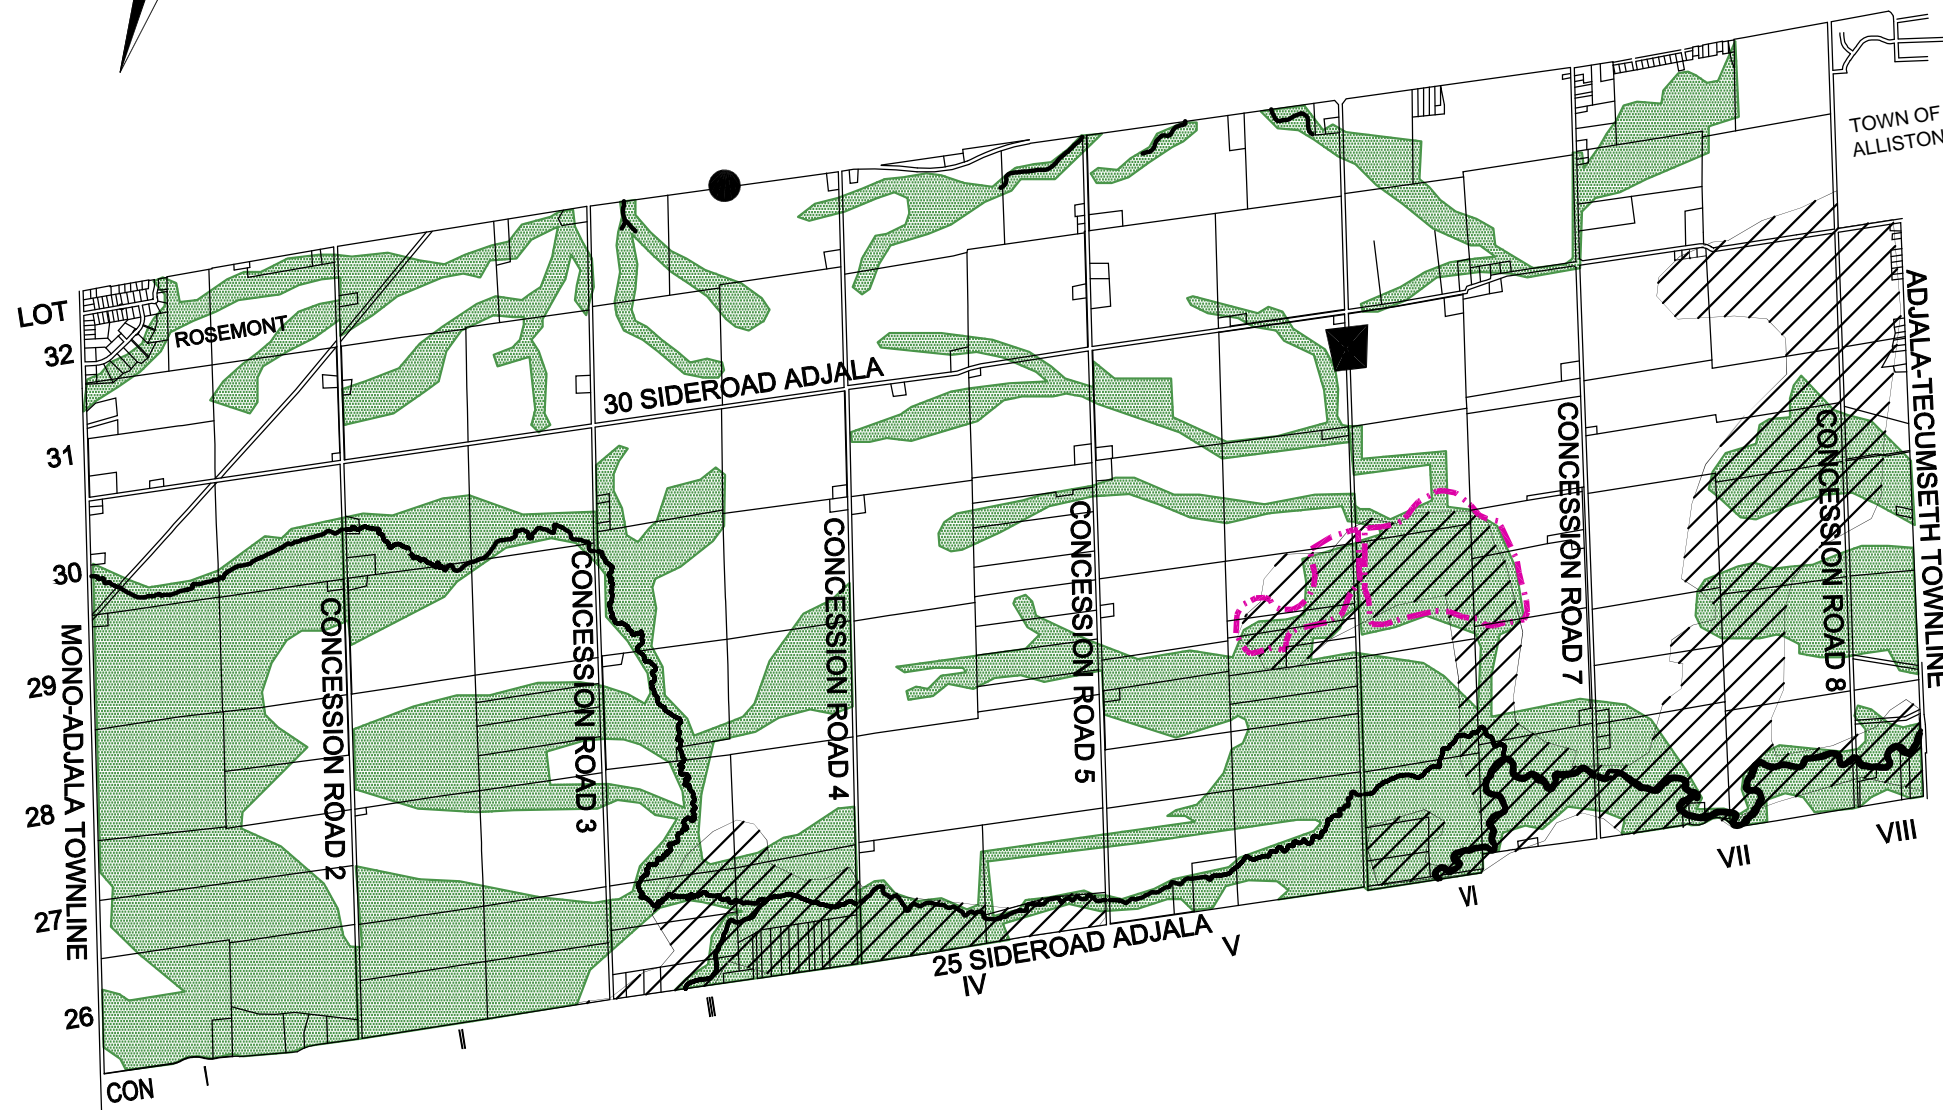 TOWN OF
ALLISTON
LOT
32
ROSEMONT
30 SIDEROAD ADJALA
31
30
29
28
27
26
MONO-ADJALA TOWNLINE
CONCESSION ROAD 2
CONCESSION ROAD 3
CONCESSION ROAD 4
CONCESSION ROAD 5
CONCESSION ROAD 7
CONCESSION ROAD 8
ADJALA-TECUMSETH TOWNLINE
25 SIDEROAD ADJALA
CON
I
II
III
IV
V
VI
VII
VIII